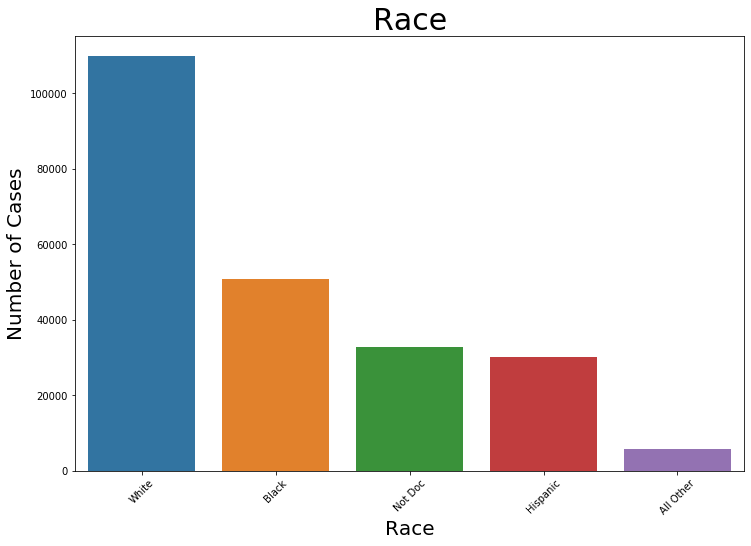 Race
Number of Cases
100000
80000
60000
40000
20000
0
White
Black
Not Doc
Hispanic
All Other
Race